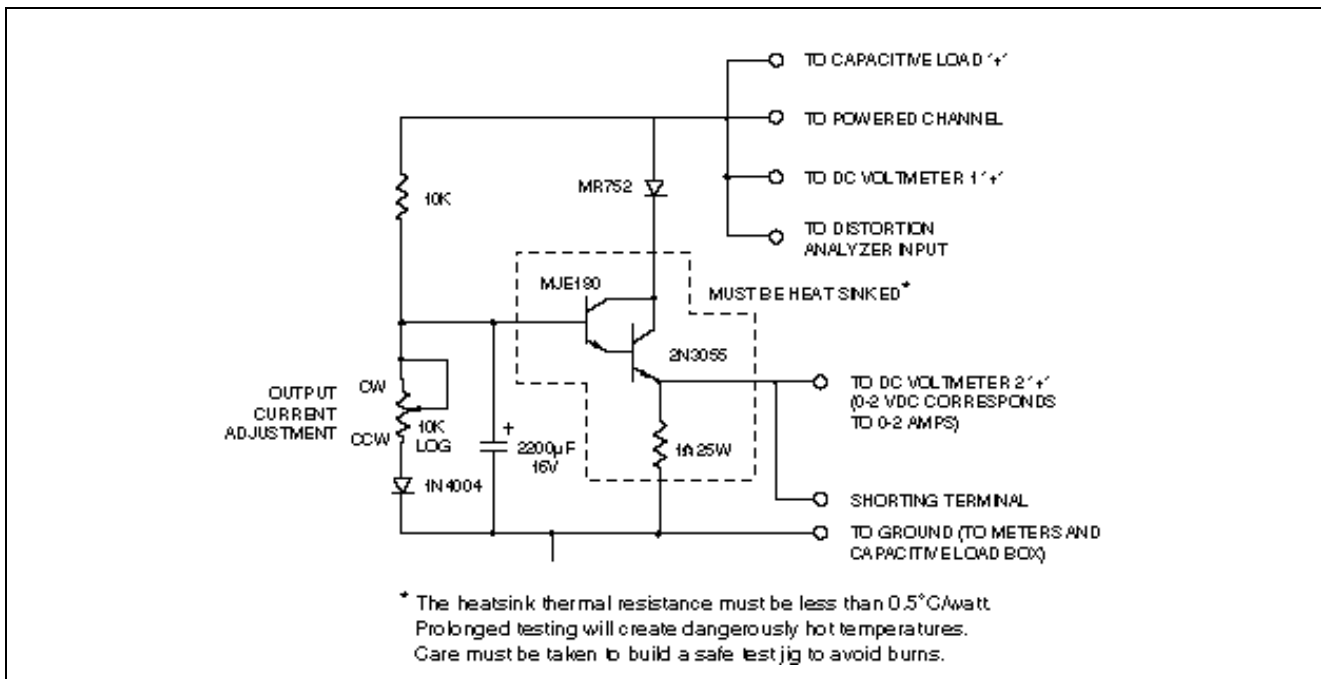 TO CAPACITIVE LOAD '+'
TO POWERED CHANNEL
MR752
TO DC VOLTMETER 1 '+'
10K
TO DISTORTION
ANALYZER INPUT
MJE180
MUST BE HEAT SINKED*
2N3055
OUTPUT
CURRENT
ADJUSTMENT
CW
CCW
10K
LOG
TO DC VOLTMETER 2 '+'
(0-2 VDC CORRESPONDS
TO 0-2 AMPS)
+
2200µF
16V
1Ω 25W
1N4004
SHORTING TERMINAL
TO GROUND (TO METERS AND
CAPACITIVE LOAD BOX)
* The heatsink thermal resistance must be less than 0.5°C/watt.
Prolonged testing will create dangerously hot temperatures.
Care must be taken to build a safe test jig to avoid burns.